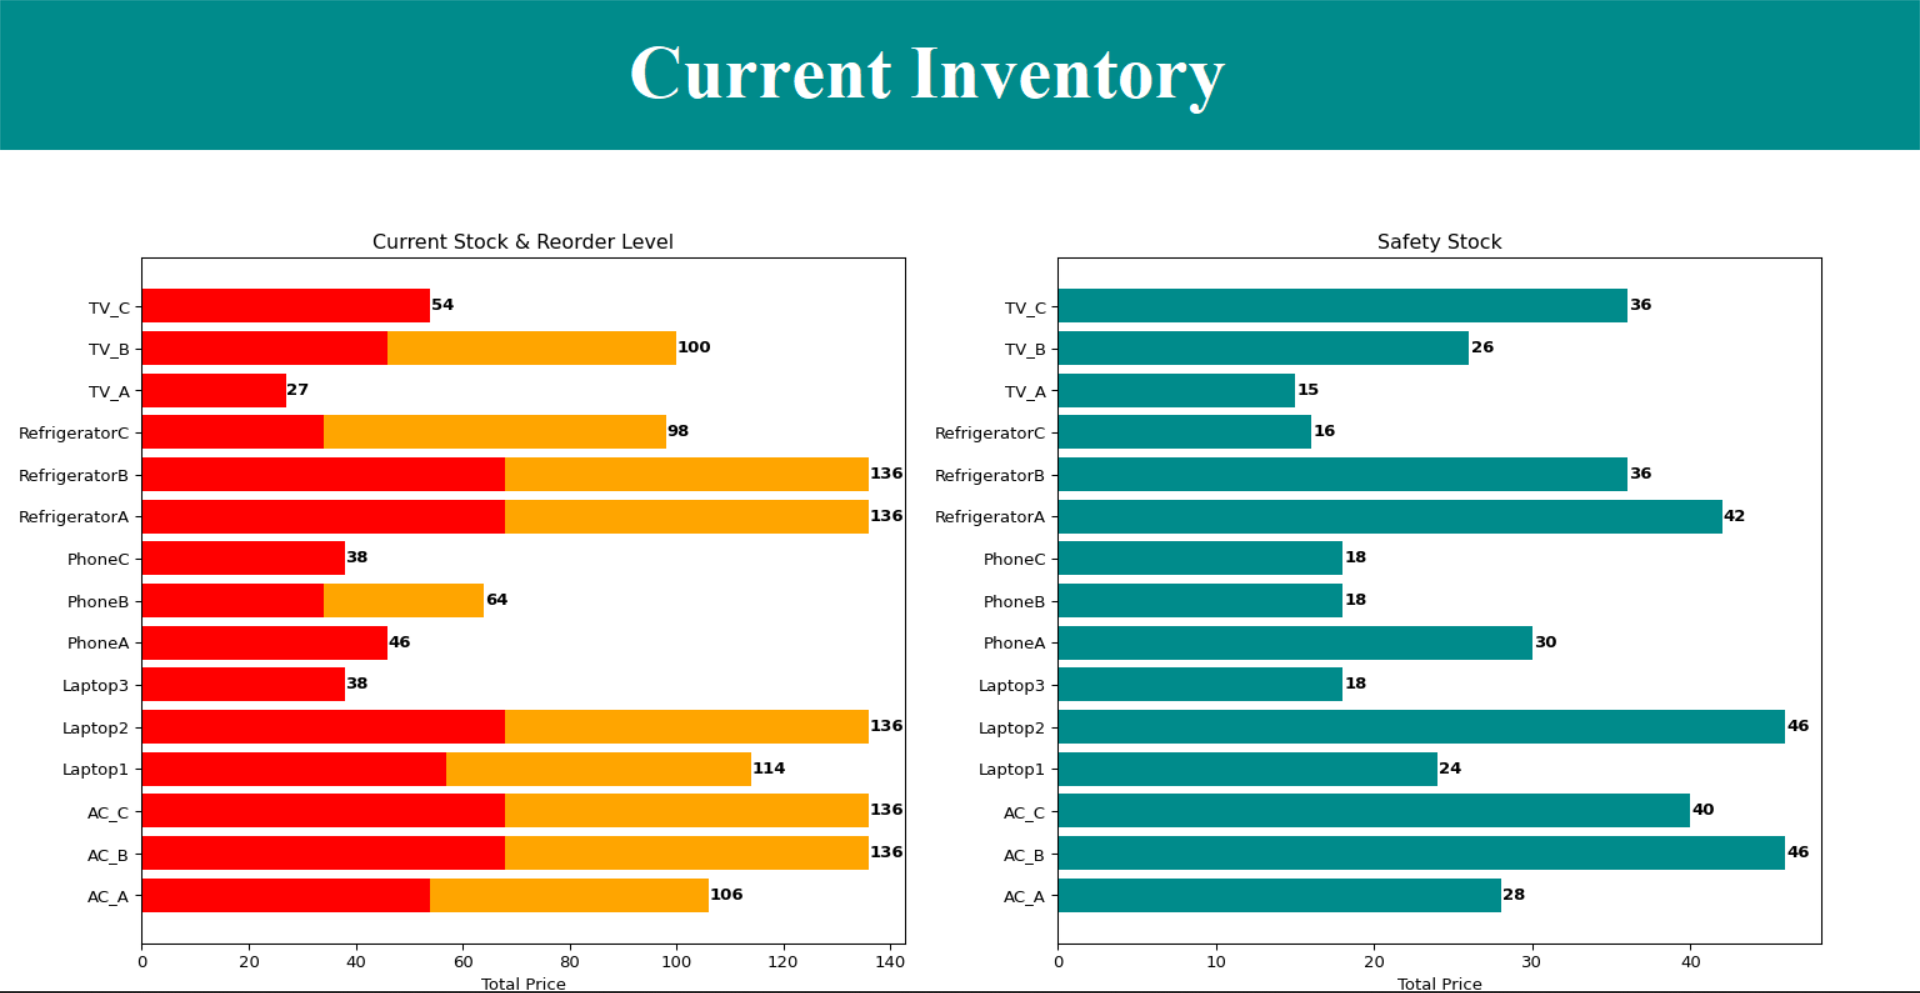 Current Inventory
Current Stock & Reorder Level
TV_C 54
TV_B 100
TV_A 27
RefrigeratorC 98
RefrigeratorB 136
RefrigeratorA 136
PhoneC 38
PhoneB 64
PhoneA 46
Laptop3 38
Laptop2 136
Laptop1 114
AC_C 136
AC_B 136
AC_A 106
0 20 40 60 80 100 120 140
Total Price
Safety Stock
TV_C 36
TV_B 26
TV_A 15
RefrigeratorC 16
RefrigeratorB 36
RefrigeratorA 42
PhoneC 18
PhoneB 18
PhoneA 30
Laptop3 18
Laptop2 46
Laptop1 24
AC_C 40
AC_B 46
AC_A 28
0 10 20 30 40
Total Price